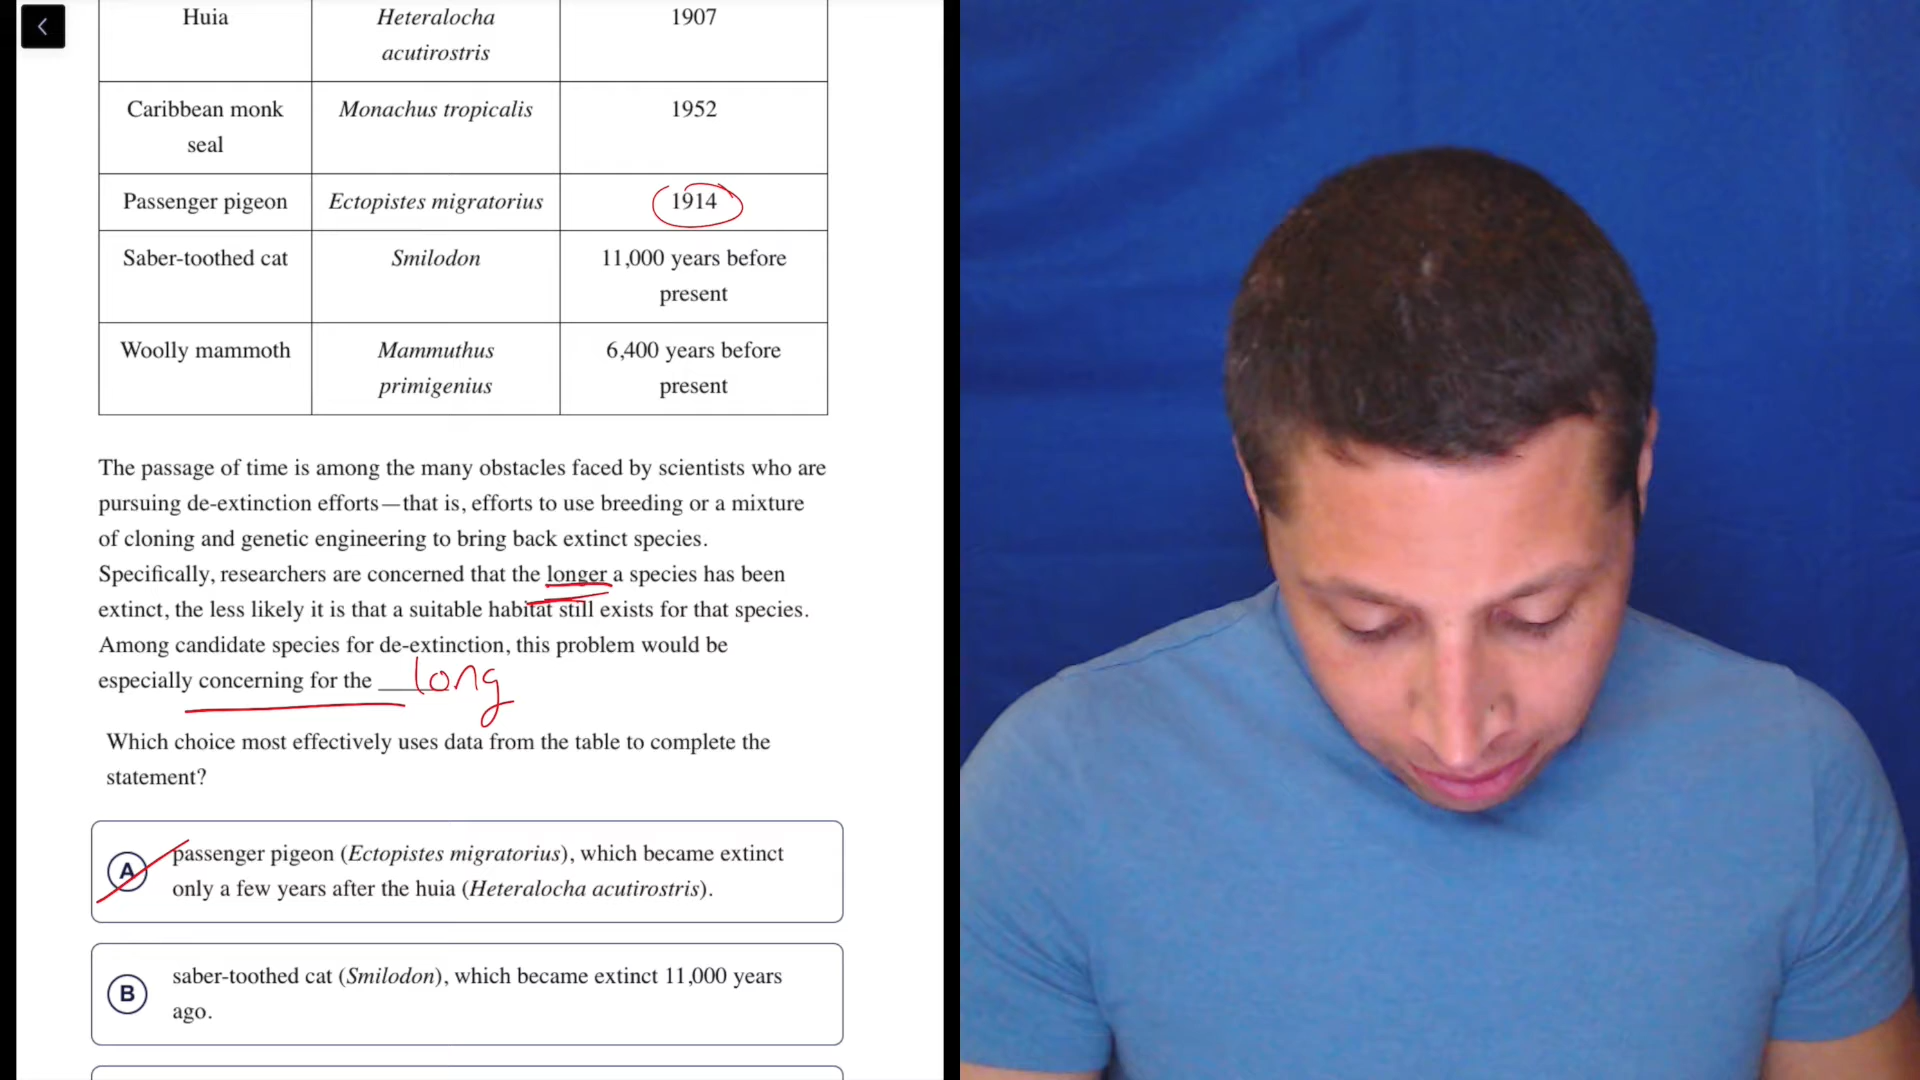 Huia Heteralocha 1907
acutirostris
Caribbean monk Monachus tropicalis 1952
seal
Passenger pigeon Ectopistes migratorius 1914
Saber-toothed cat Smilodon 11,000 years before
present
Woolly mammoth Mammuthus 6,400 years before
primigenius present
The passage of time is among the many obstacles faced by scientists who are
pursuing de-extinction efforts—that is, efforts to use breeding or a mixture
of cloning and genetic engineering to bring back extinct species.
Specifically, researchers are concerned that the longer a species has been
extinct, the less likely it is that a suitable habitat still exists for that species.
Among candidate species for de-extinction, this problem would be
especially concerning for the ______ long
Which choice most effectively uses data from the table to complete the
statement?
A passenger pigeon (Ectopistes migratorius), which became extinct
only a few years after the huia (Heteralocha acutirostris).
B saber-toothed cat (Smilodon), which became extinct 11,000 years
ago.